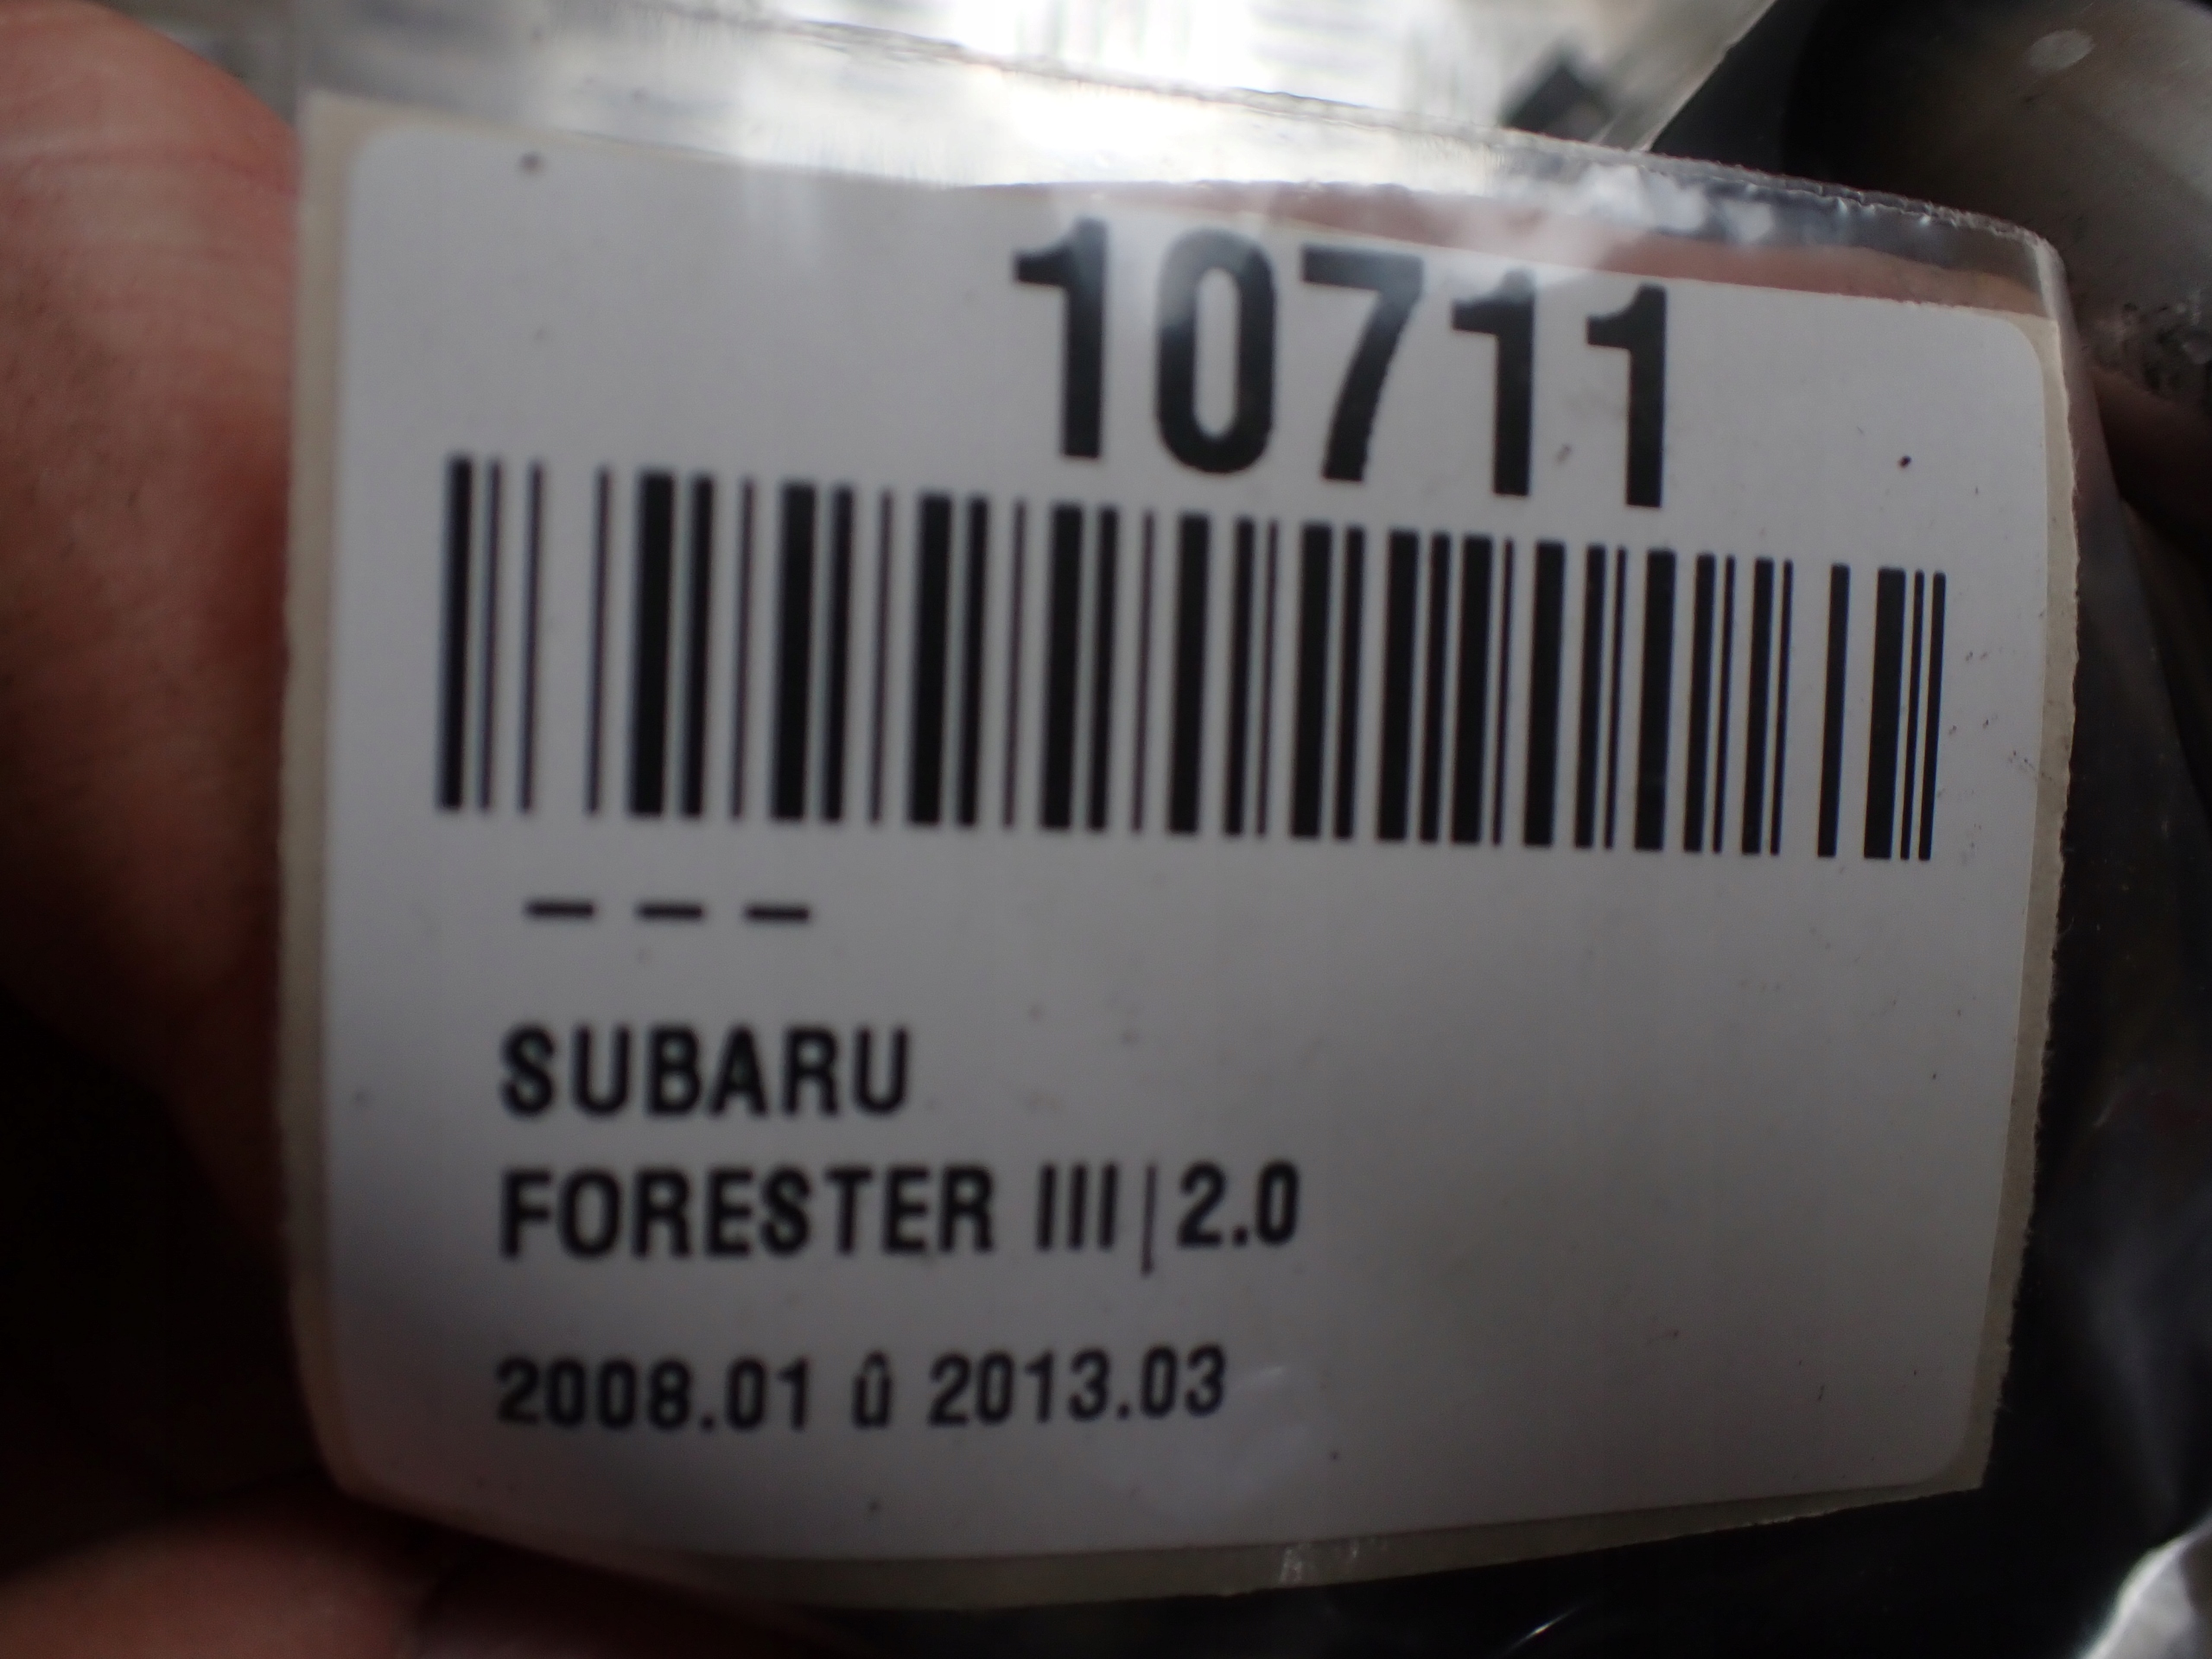 10711
– – –
SUBARU
FORESTER III|2.0
2008.01 û 2013.03